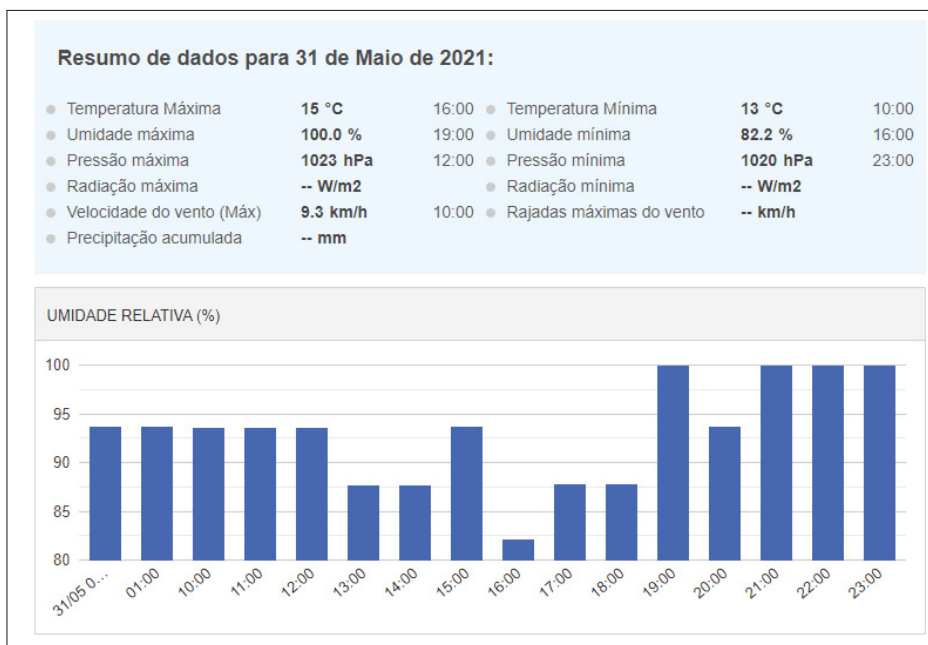 Resumo de dados para 31 de Maio de 2021:
Temperatura Máxima 15 °C 16:00 Temperatura Mínima 13 °C 10:00
Umidade máxima 100.0 % 19:00 Umidade mínima 82.2 % 16:00
Pressão máxima 1023 hPa 12:00 Pressão mínima 1020 hPa 23:00
Radiação máxima -- W/m2 Radiação mínima -- W/m2
Velocidade do vento (Máx) 9.3 km/h 10:00 Rajadas máximas do vento -- km/h
Precipitação acumulada -- mm
UMIDADE RELATIVA (%)
100
95
90
85
80
31/05 0... 01:00 10:00 11:00 12:00 13:00 14:00 15:00 16:00 17:00 18:00 19:00 20:00 21:00 22:00 23:00